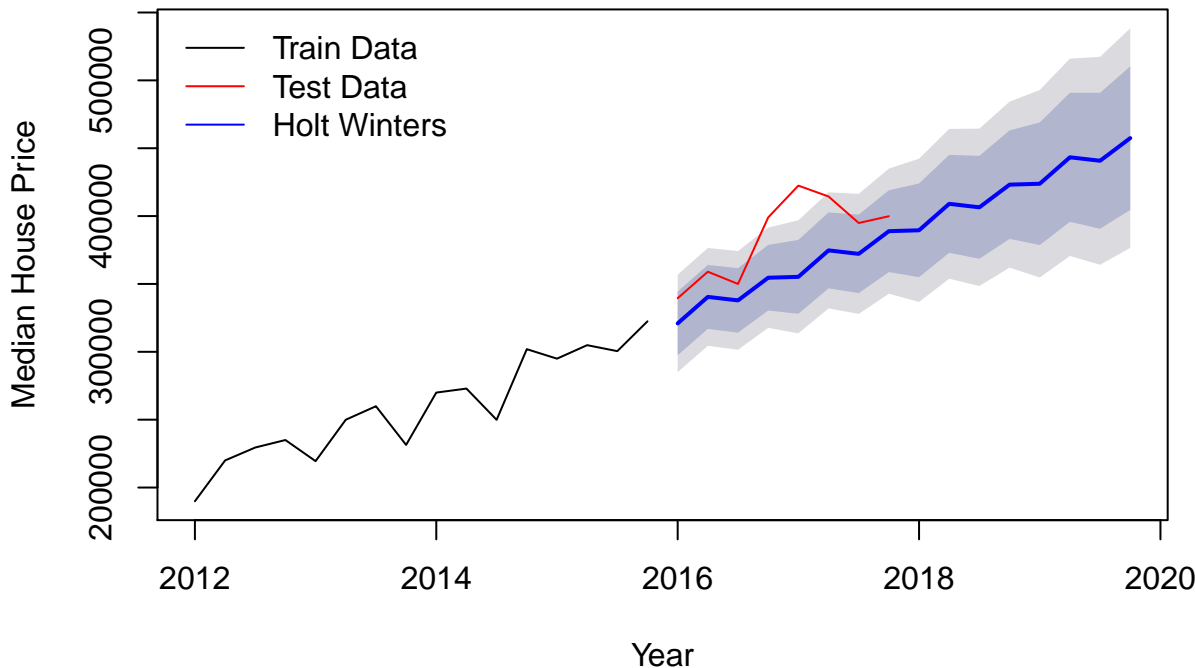 Median House Price
500000
400000
300000
200000
Train Data
Test Data
Holt Winters
2012 2014 2016 2018 2020
Year